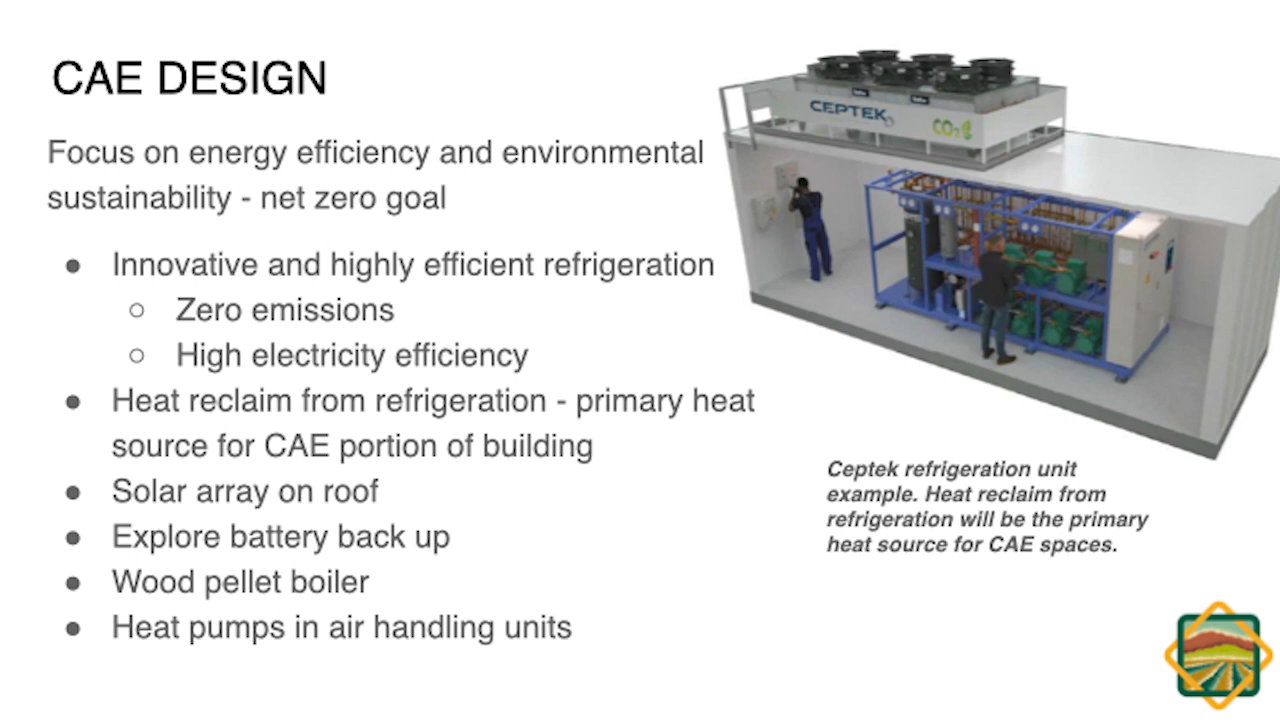 CAE DESIGN
Focus on energy efficiency and environmental
sustainability - net zero goal
● Innovative and highly efficient refrigeration
○ Zero emissions
○ High electricity efficiency
● Heat reclaim from refrigeration - primary heat
source for CAE portion of building
● Solar array on roof
● Explore battery back up
● Wood pellet boiler
● Heat pumps in air handling units
CEPTEK
CO₂
Ceptek refrigeration unit
example. Heat reclaim from
refrigeration will be the primary
heat source for CAE spaces.